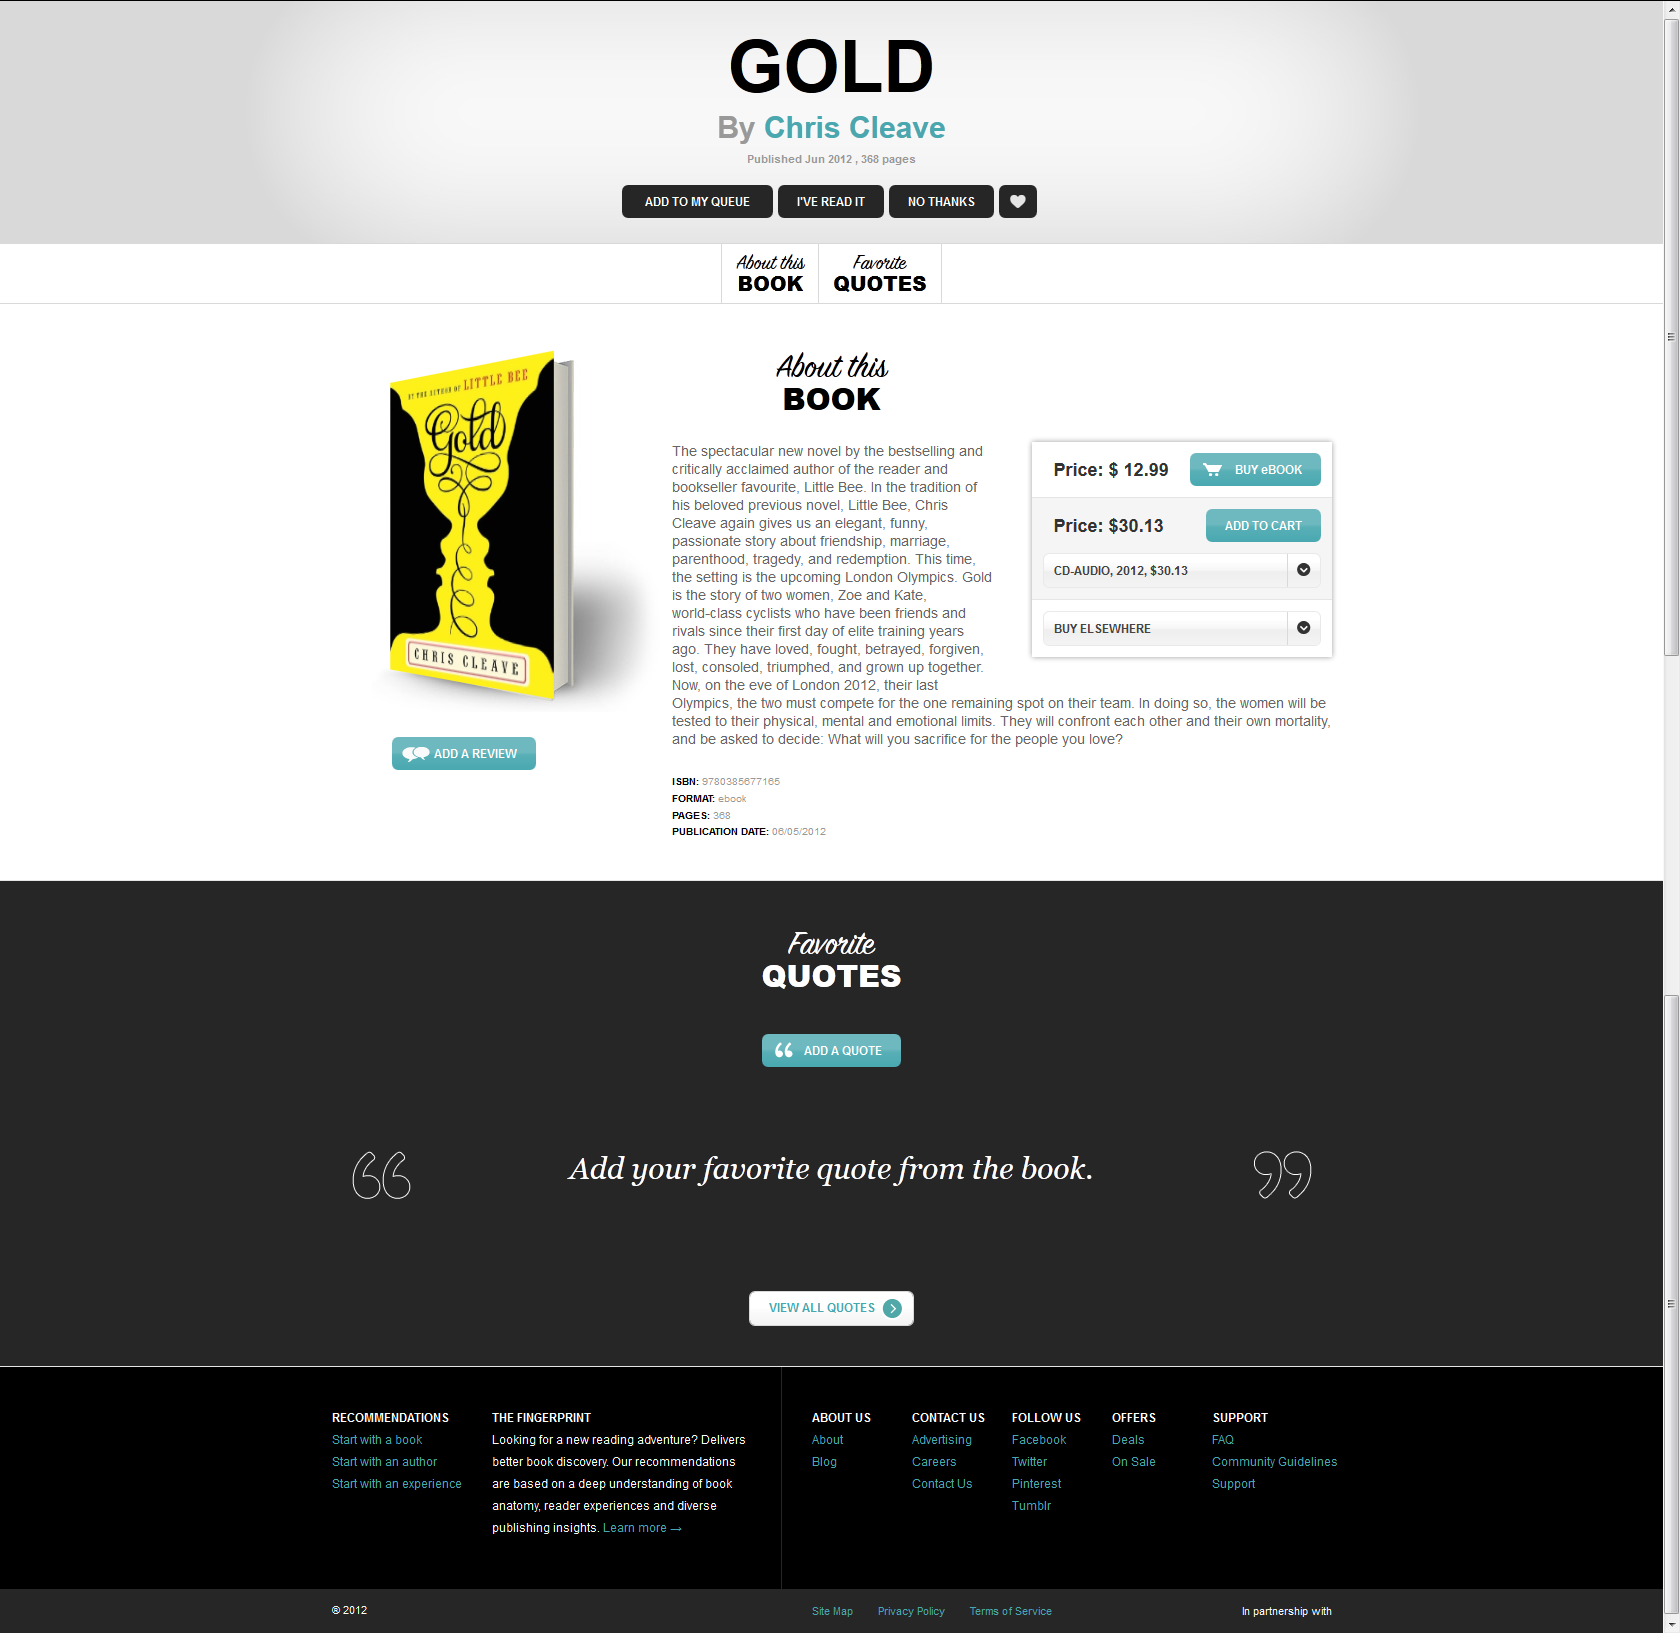 GOLD
By Chris Cleave
Published Jun 2012 , 368 pages
ADD TO MY QUEUE
I'VE READ IT
NO THANKS
About this
BOOK
Favorite
QUOTES
BY THE AUTHOR OF LITTLE BEE
Gold
CHRIS CLEAVE
ADD A REVIEW
About this
BOOK
The spectacular new novel by the bestselling and
critically acclaimed author of the reader and
bookseller favourite, Little Bee. In the tradition of
his beloved previous novel, Little Bee, Chris
Cleave again gives us an elegant, funny,
passionate story about friendship, marriage,
parenthood, tragedy, and redemption. This time,
the setting is the upcoming London Olympics. Gold
is the story of two women, Zoe and Kate,
world-class cyclists who have been friends and
rivals since their first day of elite training years
ago. They have loved, fought, betrayed, forgiven,
lost, consoled, triumphed, and grown up together.
Now, on the eve of London 2012, their last
Olympics, the two must compete for the one remaining spot on their team. In doing so, the women will be
tested to their physical, mental and emotional limits. They will confront each other and their own mortality,
and be asked to decide: What will you sacrifice for the people you love?
Price: $ 12.99
BUY eBOOK
Price: $30.13
ADD TO CART
CD-AUDIO, 2012, $30.13
BUY ELSEWHERE
ISBN: 9780385677165
FORMAT: ebook
PAGES: 368
PUBLICATION DATE: 06/05/2012
Favorite
QUOTES
“ ADD A QUOTE
“ Add your favorite quote from the book. ”
VIEW ALL QUOTES
RECOMMENDATIONS
Start with a book
Start with an author
Start with an experience
THE FINGERPRINT
Looking for a new reading adventure? Delivers
better book discovery. Our recommendations
are based on a deep understanding of book
anatomy, reader experiences and diverse
publishing insights. Learn more →
ABOUT US
About
Blog
CONTACT US
Advertising
Careers
Contact Us
FOLLOW US
Facebook
Twitter
Pinterest
Tumblr
OFFERS
Deals
On Sale
SUPPORT
FAQ
Community Guidelines
Support
© 2012
Site Map
Privacy Policy
Terms of Service
In partnership with